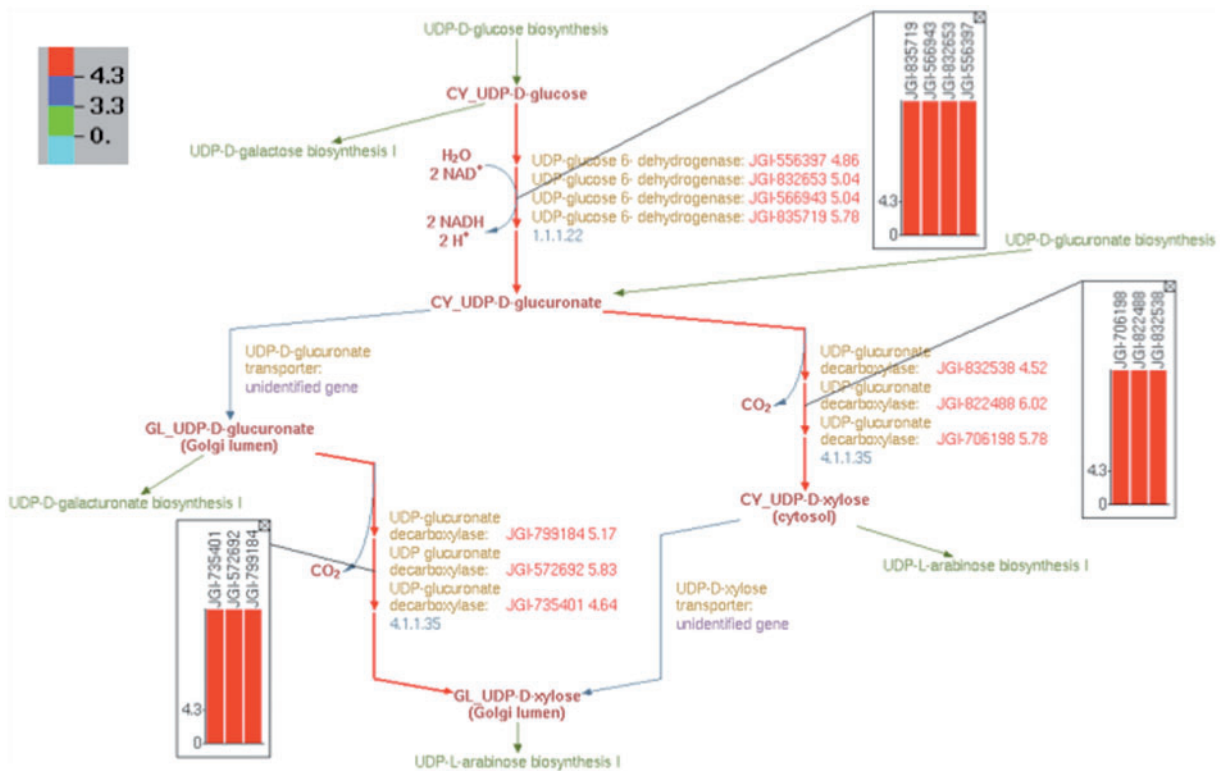 UDP-D-glucose biosynthesis
4.3
3.3
0.
CY_UDP-D-glucose
UDP-D-galactose biosynthesis I
H₂O
2 NAD⁺
2 NADH
2 H⁺
UDP-glucose 6- dehydrogenase: JGI-556397 4.86
UDP-glucose 6- dehydrogenase: JGI-832653 5.04
UDP-glucose 6- dehydrogenase: JGI-566943 5.04
UDP-glucose 6- dehydrogenase: JGI-835719 5.78
1.1.1.22
JGI-835719
JGI-566943
JGI-832653
JGI-556397
4.3
0
UDP-D-glucuronate biosynthesis
CY_UDP-D-glucuronate
UDP-D-glucuronate
transporter:
unidentified gene
CO₂
UDP-glucuronate
decarboxylase: JGI-832538 4.52
UDP-glucuronate
decarboxylase: JGI-822488 6.02
UDP-glucuronate
decarboxylase: JGI-706198 5.78
4.1.1.35
JGI-706198
JGI-822488
JGI-832538
4.3
0
GL_UDP-D-glucuronate
(Golgi lumen)
UDP-D-galacturonate biosynthesis I
CY_UDP-D-xylose
(cytosol)
UDP-L-arabinose biosynthesis I
JGI-735401
JGI-572692
JGI-799184
4.3
0
CO₂
UDP-glucuronate
decarboxylase: JGI-799184 5.17
UDP glucuronate
decarboxylase: JGI-572692 5.83
UDP-glucuronate
decarboxylase: JGI-735401 4.64
4.1.1.35
UDP-D-xylose
transporter:
unidentified gene
GL_UDP-D-xylose
(Golgi lumen)
UDP-L-arabinose biosynthesis I